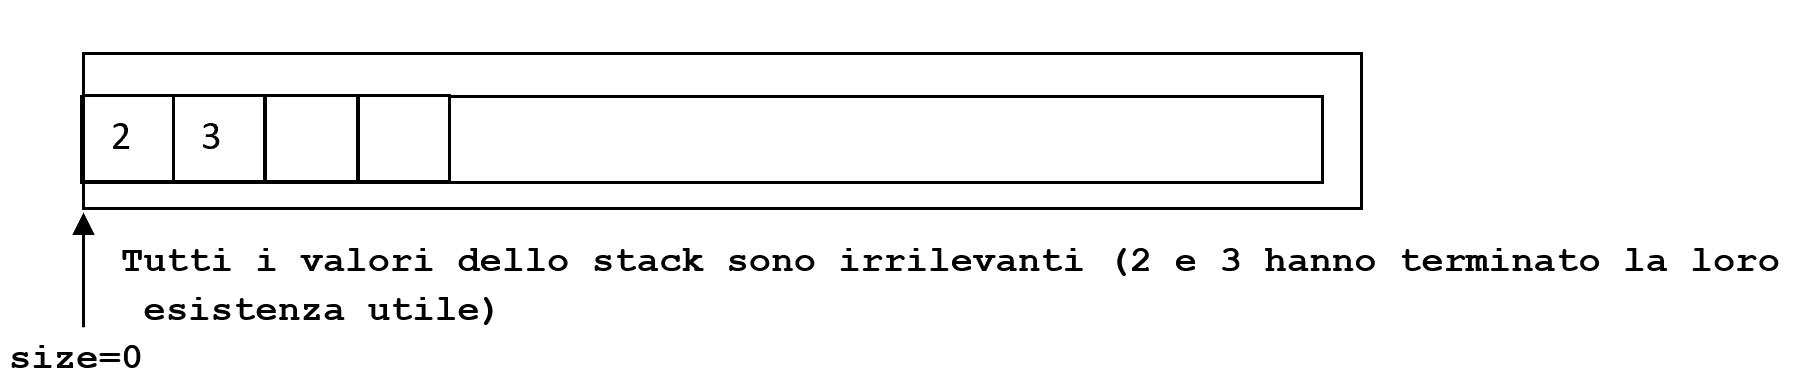 2 3
Tutti i valori dello stack sono irrilevanti (2 e 3 hanno terminato la loro
esistenza utile)
size=0